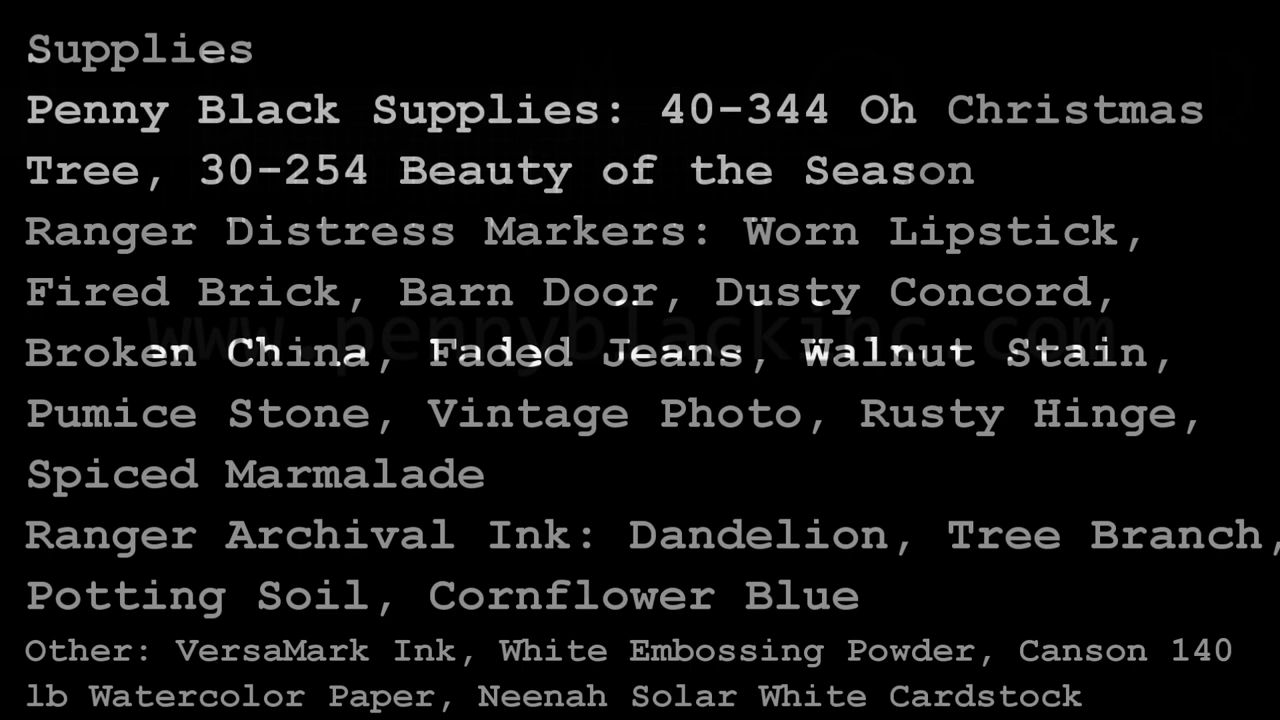 Supplies
Penny Black Supplies: 40-344 Oh Christmas
Tree, 30-254 Beauty of the Season
Ranger Distress Markers: Worn Lipstick,
Fired Brick, Barn Door, Dusty Concord,
www.pennyblackinc.com
Broken China, Faded Jeans, Walnut Stain,
Pumice Stone, Vintage Photo, Rusty Hinge,
Spiced Marmalade
Ranger Archival Ink: Dandelion, Tree Branch,
Potting Soil, Cornflower Blue
Other: VersaMark Ink, White Embossing Powder, Canson 140
lb Watercolor Paper, Neenah Solar White Cardstock